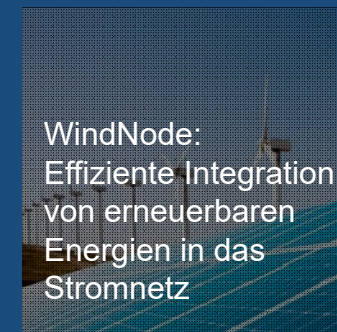 WindNode:
Effiziente Integration
von erneuerbaren
Energien in das
Stromnetz